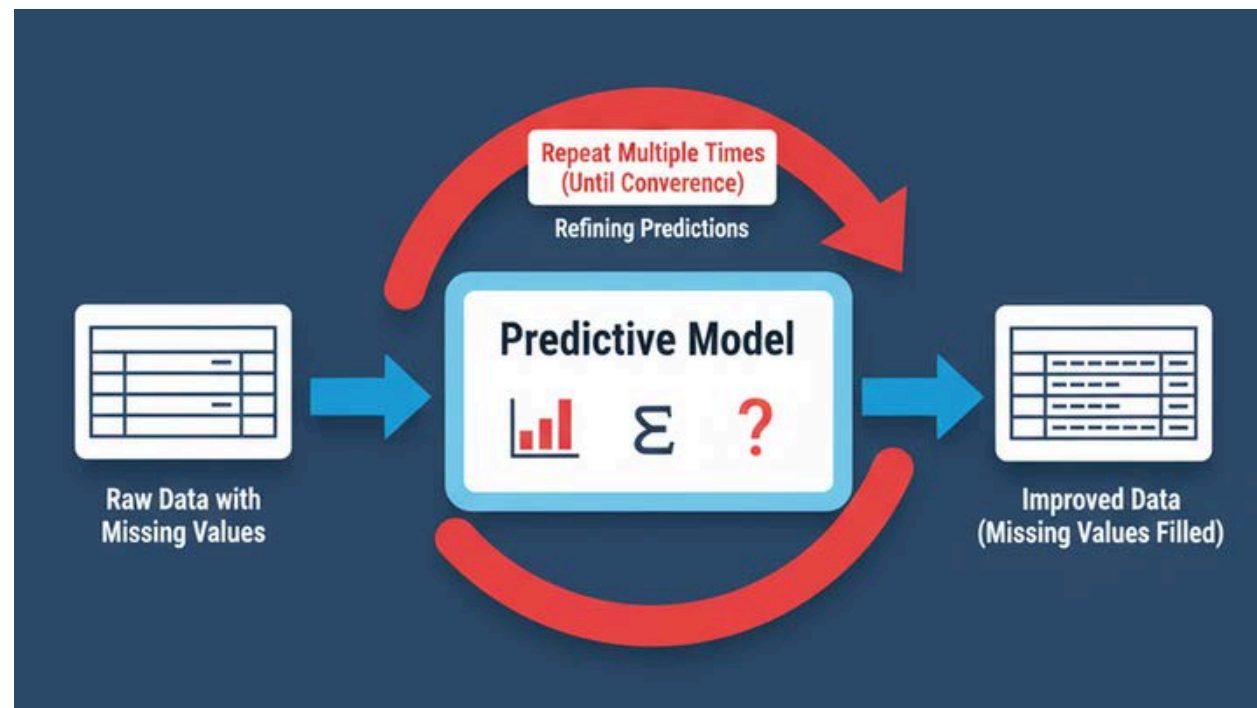 Repeat Multiple Times
(Until Converence)
Refining Predictions
Predictive Model
Ɛ ?
Raw Data with
Missing Values
Improved Data
(Missing Values Filled)